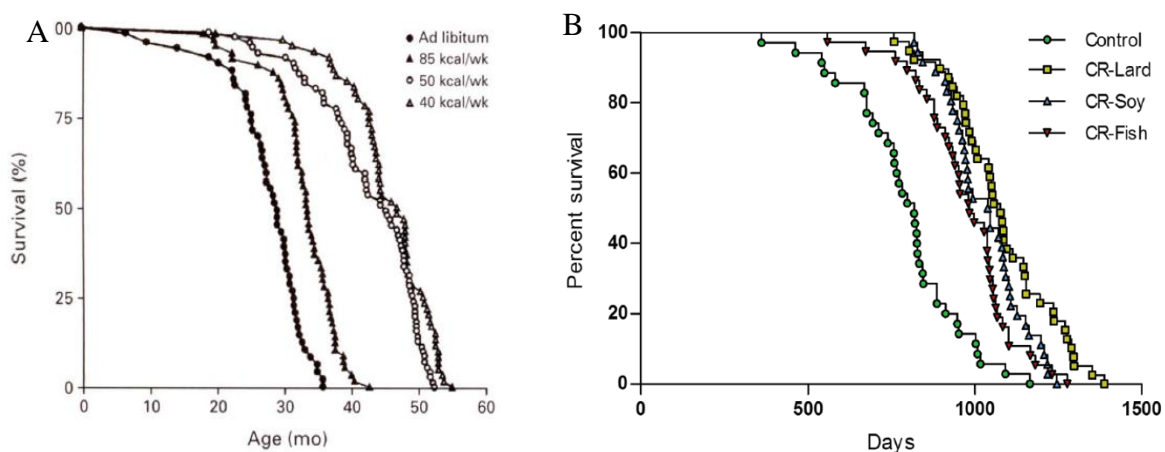 A
00
75
50
25
0
Survival (%)
0 10 20 30 40 50 60
Age (mo)
Ad libitum
85 kcal/wk
50 kcal/wk
40 kcal/wk
B
100
80
60
40
20
0
Percent survival
0 500 1000 1500
Days
Control
CR-Lard
CR-Soy
CR-Fish